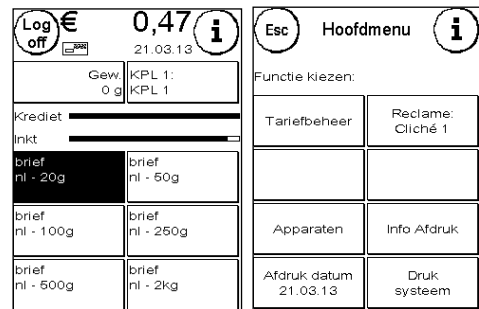 Log off € 0,47 i
21.03.13
Gew. 0 g
KPL 1:
KPL 1
Krediet
Inkt
brief
nl - 20g
brief
nl - 50g
brief
nl - 100g
brief
nl - 250g
brief
nl - 500g
brief
nl - 2kg
Esc Hoofdmenu i
Functie kiezen:
Tariefbeheer
Reclame:
Cliché 1
Apparaten
Info Afdruk
Afdruk datum
21.03.13
Druk
systeem